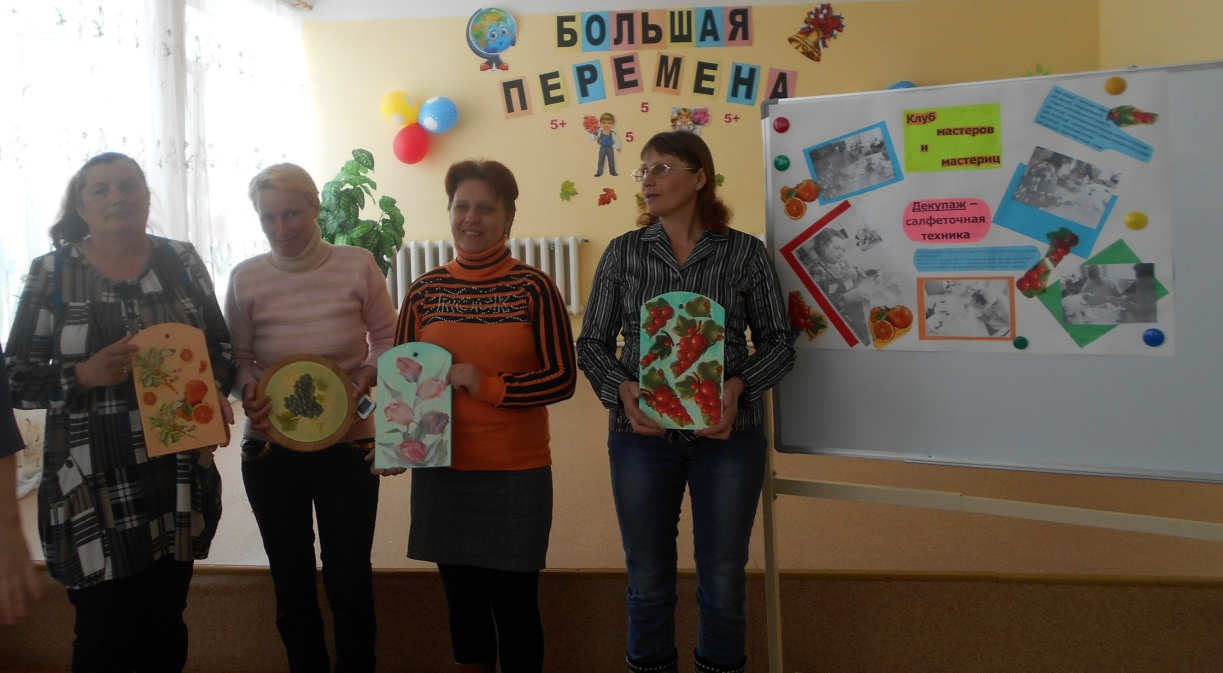 БОЛЬШАЯ
ПЕРЕМЕНА
5
5+
5+
5
Клуб
мастеров
и
мастериц
Декупаж –
салфеточная
техника